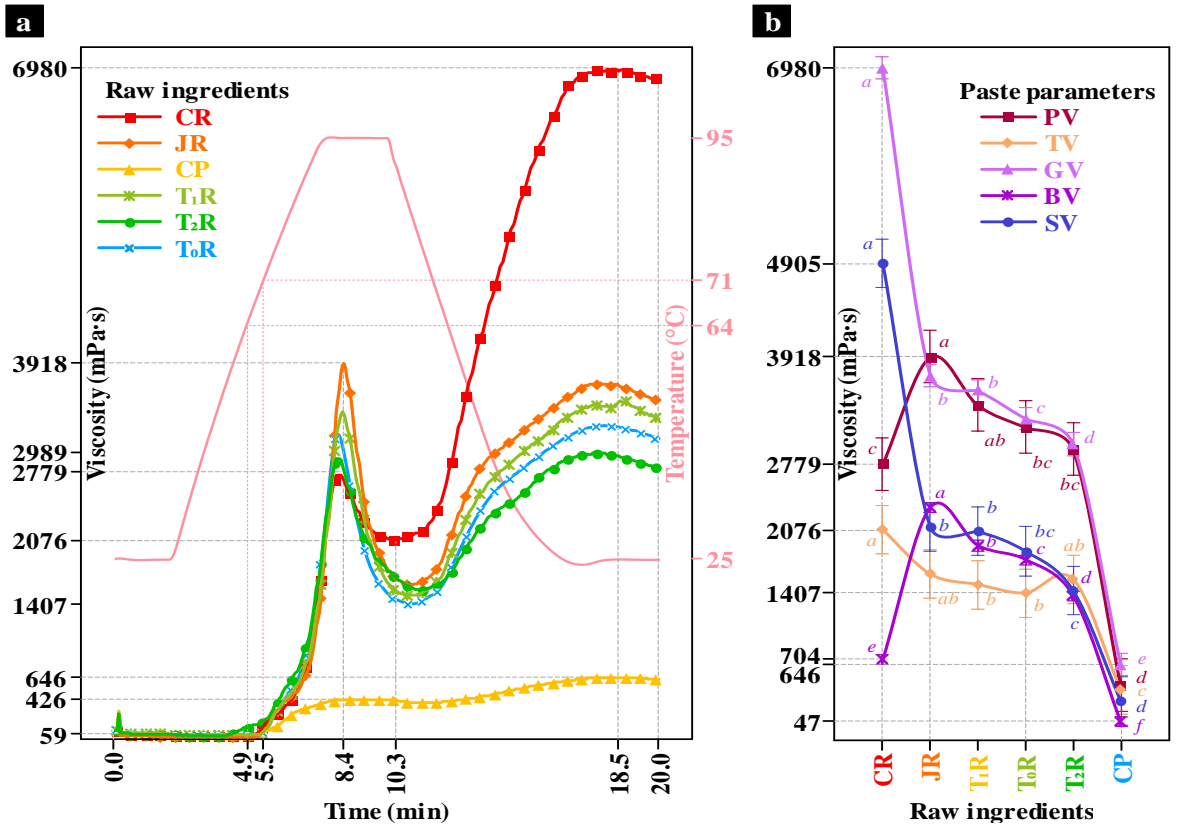 a
6980
3918
2989
2779
2076
1407
646
426
59
Viscosity (mPa·s)
Raw ingredients
CR
JR
CP
T₁R
T₂R
T₀R
95
71
64
25
Temperature (°C)
0.0
4.9
5.5
8.4
10.3
18.5
20.0
Time (min)
b
6980
4905
3918
2779
2076
1407
704
646
47
Viscosity (mPa·s)
Paste parameters
PV
TV
GV
BV
SV
a
a
c
a
e
a
b
a
b
ab
b
ab
b
b
c
bc
bc
c
b
d
bc
ab
d
c
e
d
c
d
f
CR
JR
T₁R
T₀R
T₂R
CP
Raw ingredients